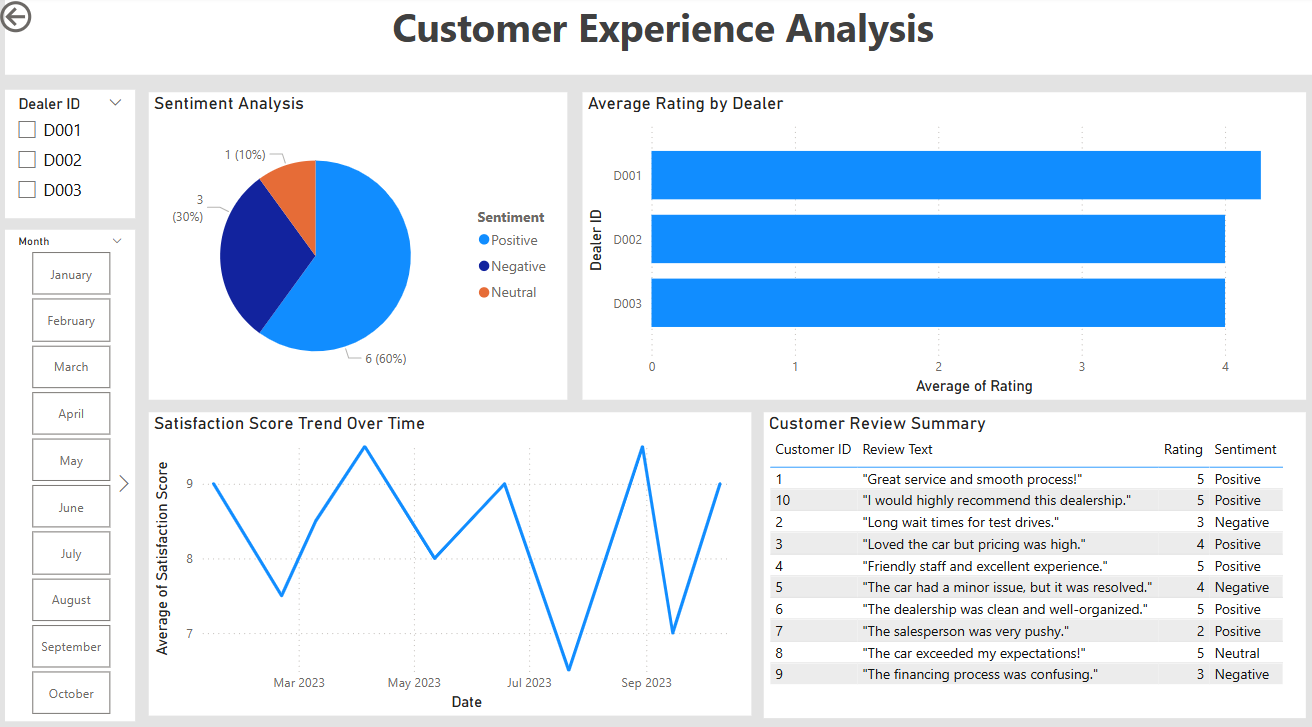 Customer Experience Analysis
Dealer ID
D001
D002
D003
Month
January
February
March
April
May
June
July
August
September
October
Sentiment Analysis
1 (10%)
3
(30%)
6 (60%)
Sentiment
Positive
Negative
Neutral
Average Rating by Dealer
Dealer ID
D001
D002
D003
0 1 2 3 4
Average of Rating
Satisfaction Score Trend Over Time
Average of Satisfaction Score
9
8
7
Mar 2023 May 2023 Jul 2023 Sep 2023
Date
Customer Review Summary
Customer ID Review Text Rating Sentiment
1 "Great service and smooth process!" 5 Positive
10 "I would highly recommend this dealership." 5 Positive
2 "Long wait times for test drives." 3 Negative
3 "Loved the car but pricing was high." 4 Positive
4 "Friendly staff and excellent experience." 5 Positive
5 "The car had a minor issue, but it was resolved." 4 Negative
6 "The dealership was clean and well-organized." 5 Positive
7 "The salesperson was very pushy." 2 Positive
8 "The car exceeded my expectations!" 5 Neutral
9 "The financing process was confusing." 3 Negative